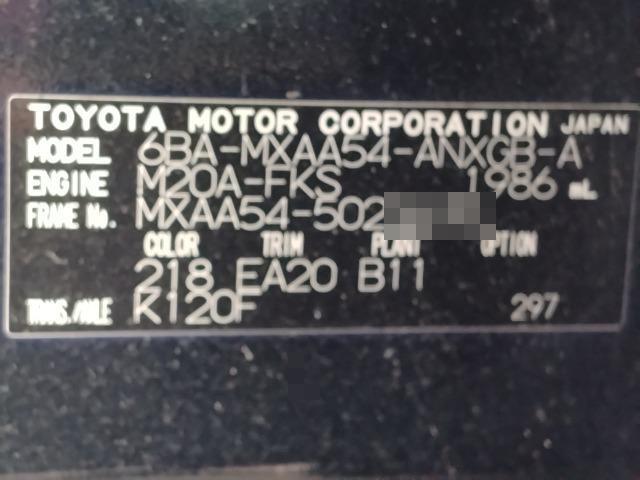 TOYOTA MOTOR CORPORATION JAPAN
MODEL 6BA-MXAA54-ANXGB-A
ENGINE M20A-FKS 1986 mL
FRAME No. MXAA54-502
COLOR TRIM PLANT OPTION
218 EA20 B11
TRANS./AXLE K120F 297